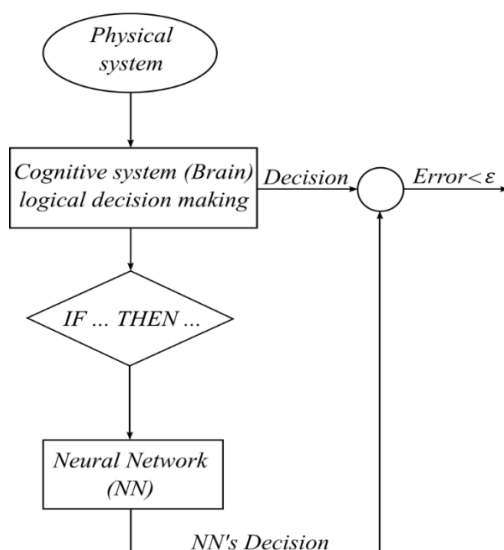 Physical
system
Cognitive system (Brain)
logical decision making
Decision
Error<ε
IF ... THEN ...
Neural Network
(NN)
NN's Decision